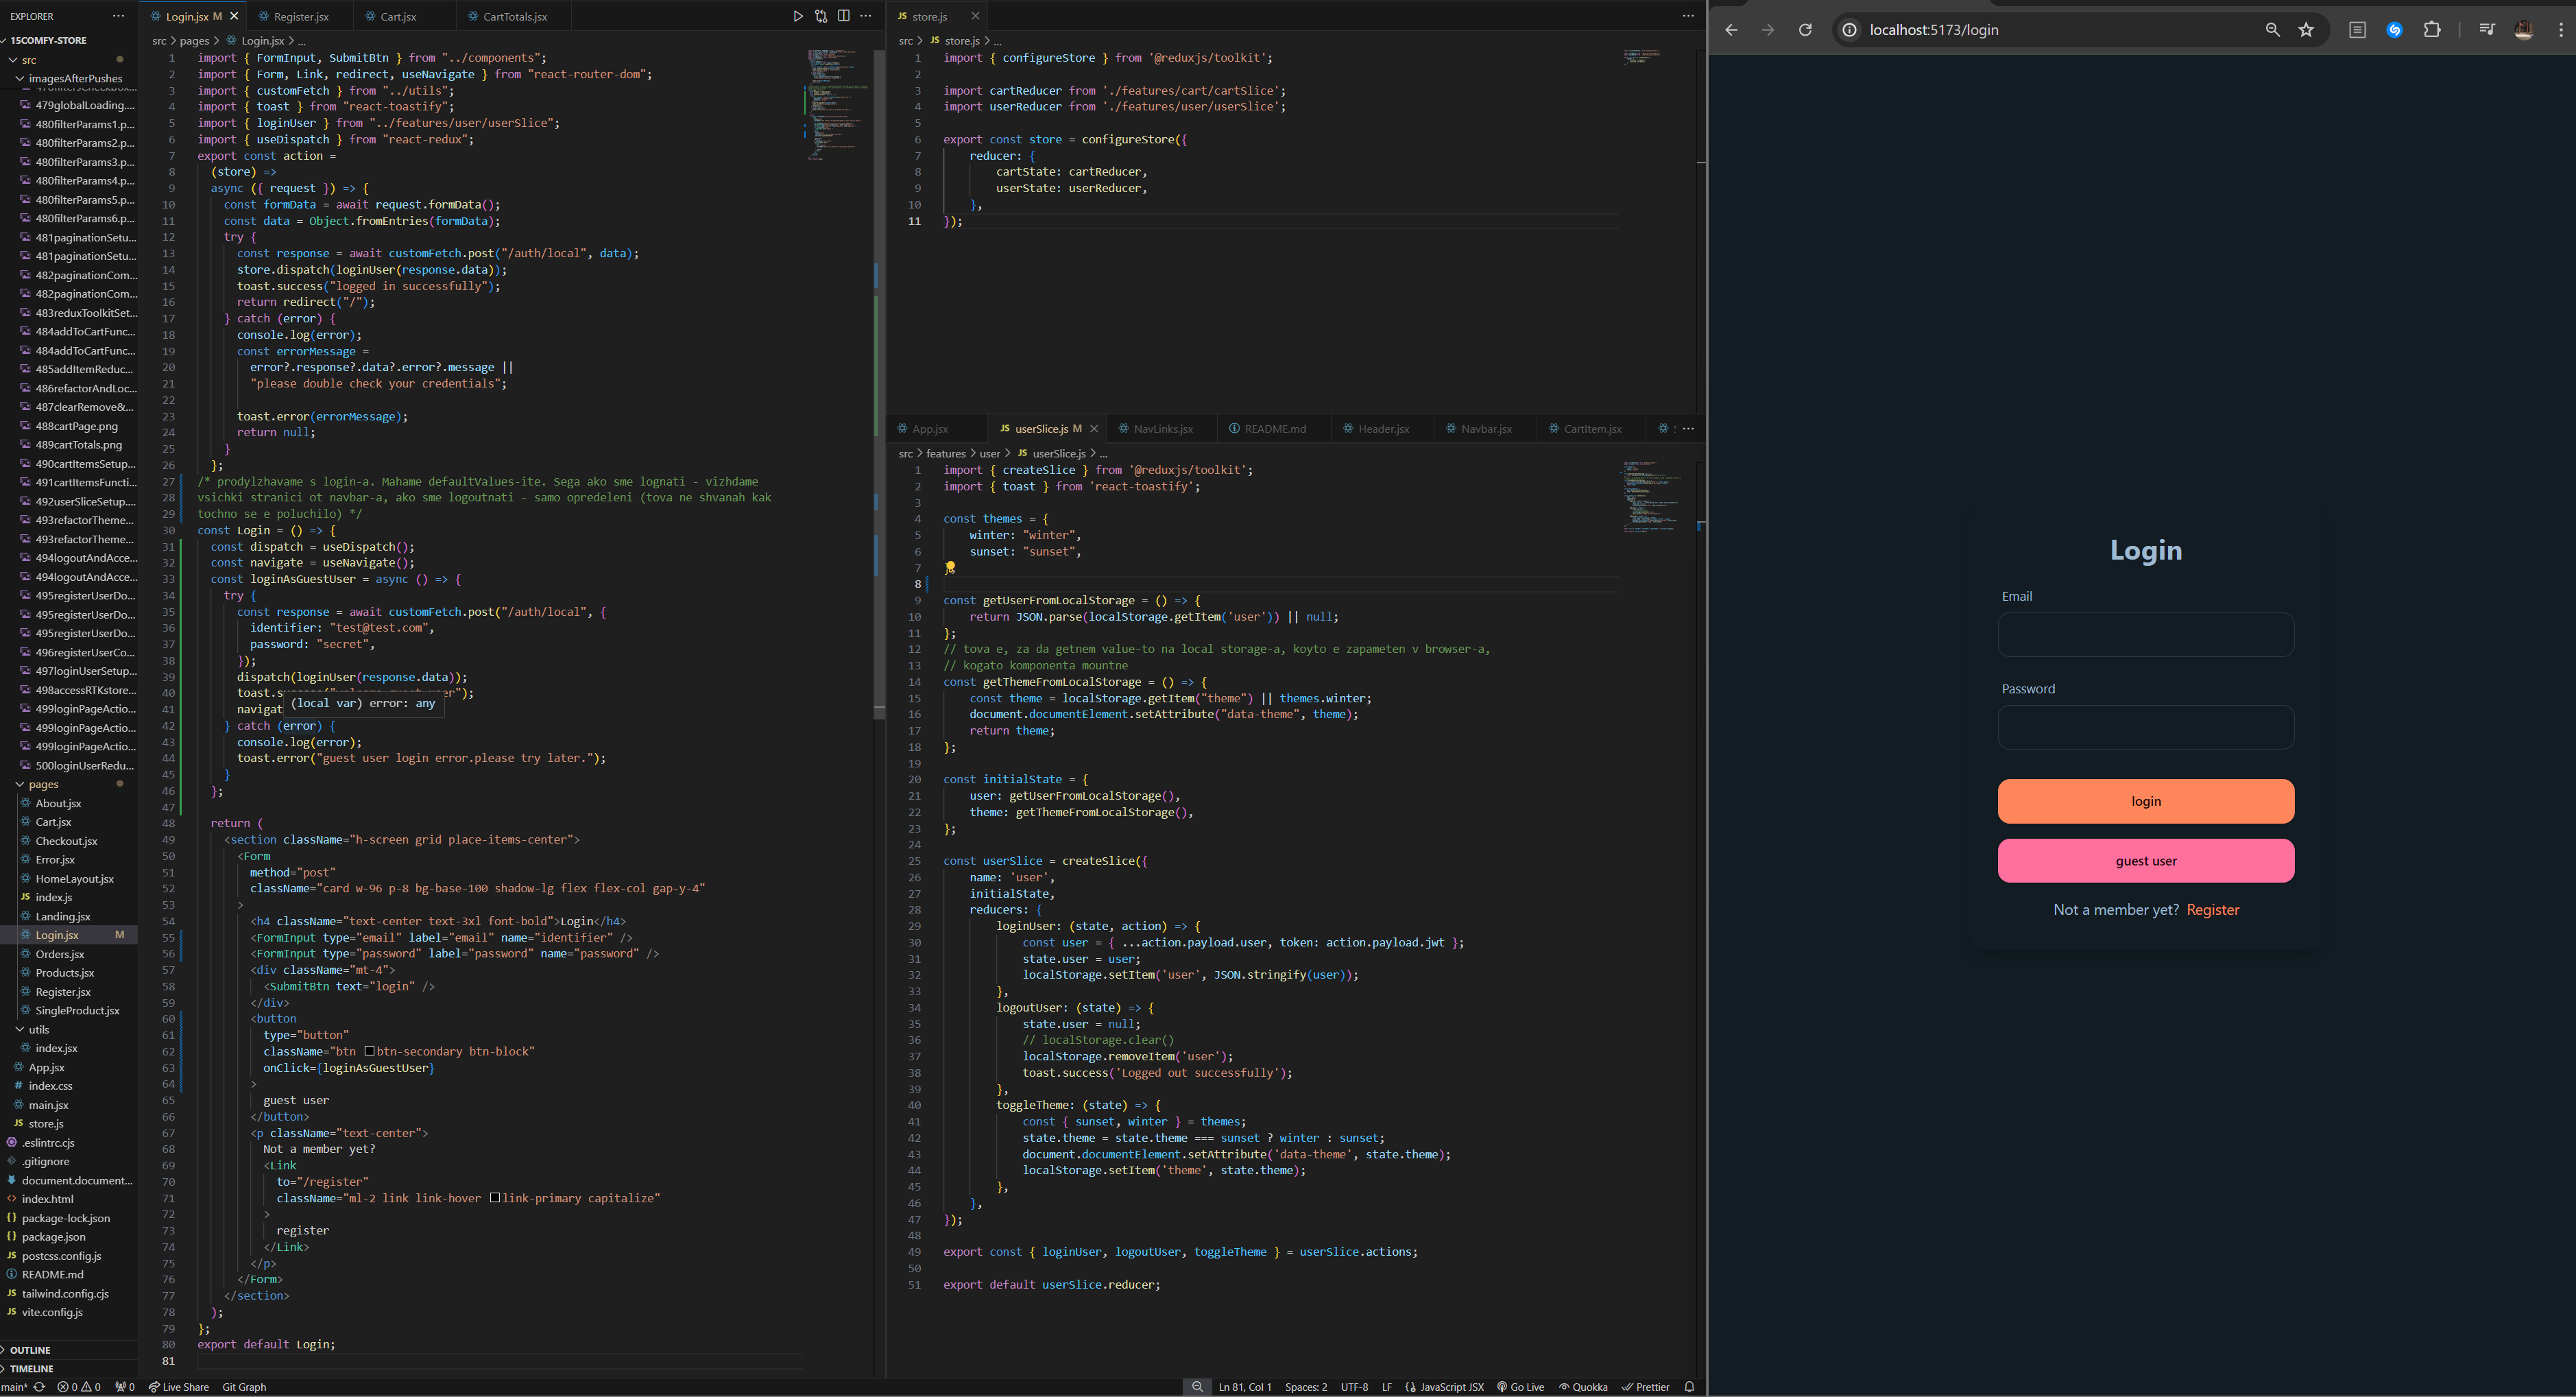 EXPLORER
15COMFY-STORE
src
imagesAfterPushes
479globalLoading....
480filterParams1.p...
480filterParams2.p...
480filterParams3.p...
480filterParams4.p...
480filterParams5.p...
480filterParams6.p...
481paginationSetu...
481paginationSetu...
482paginationCom...
482paginationCom...
483reduxToolkitSet...
484addToCartFunc...
484addToCartFunc...
485addItemReduc...
486refactorAndLoc...
487clearRemove&...
488cartPage.png
489cartTotals.png
490cartItemsSetup...
491cartItemsFuncti...
492userSliceSetup....
493refactorTheme...
493refactorTheme...
494logoutAndAcce...
494logoutAndAcce...
495registerUserDo...
495registerUserDo...
495registerUserDo...
496registerUserCo...
497loginUserSetup...
498accessRTKstore...
499loginPageActio...
499loginPageActio...
499loginPageActio...
500loginUserRedu...
pages
About.jsx
Cart.jsx
Checkout.jsx
Error.jsx
HomeLayout.jsx
index.js
Landing.jsx
Login.jsx M
Orders.jsx
Products.jsx
Register.jsx
SingleProduct.jsx
utils
index.jsx
App.jsx
index.css
main.jsx
store.js
.eslintrc.cjs
.gitignore
document.document...
index.html
package-lock.json
package.json
postcss.config.js
README.md
tailwind.config.cjs
vite.config.js
OUTLINE
TIMELINE
Login.jsx M Register.jsx Cart.jsx CartTotals.jsx
src > pages > Login.jsx > ...
1 import { FormInput, SubmitBtn } from "../components";
2 import { Form, Link, redirect, useNavigate } from "react-router-dom";
3 import { customFetch } from "../utils";
4 import { toast } from "react-toastify";
5 import { loginUser } from "../features/user/userSlice";
6 import { useDispatch } from "react-redux";
7 export const action =
8 (store) =>
9 async ({ request }) => {
10 const formData = await request.formData();
11 const data = Object.fromEntries(formData);
12 try {
13 const response = await customFetch.post("/auth/local", data);
14 store.dispatch(loginUser(response.data));
15 toast.success("logged in successfully");
16 return redirect("/");
17 } catch (error) {
18 console.log(error);
19 const errorMessage =
20 error?.response?.data?.error?.message ||
21 "please double check your credentials";
22
23 toast.error(errorMessage);
24 return null;
25 }
26 };
27 /* prodylzhavame s login-a. Mahame defaultValues-ite. Sega ako sme lognati - vizhdame
28 vsichki stranici ot navbar-a, ako sme logoutnati - samo opredeleni (tova ne shvanah kak
29 tochno se e poluchilo) */
30 const Login = () => {
31 const dispatch = useDispatch();
32 const navigate = useNavigate();
33 const loginAsGuestUser = async () => {
34 try {
35 const response = await customFetch.post("/auth/local", {
36 identifier: "test@test.com",
37 password: "secret",
38 });
39 dispatch(loginUser(response.data));
40 toast.s
41 navigat
(local var) error: any
42 } catch (error) {
43 console.log(error);
44 toast.error("guest user login error.please try later.");
45 }
46 };
47
48 return (
49 <section className="h-screen grid place-items-center">
50 <Form
51 method="post"
52 className="card w-96 p-8 bg-base-100 shadow-lg flex flex-col gap-y-4"
53 >
54 <h4 className="text-center text-3xl font-bold">Login</h4>
55 <FormInput type="email" label="email" name="identifier" />
56 <FormInput type="password" label="password" name="password" />
57 <div className="mt-4">
58 <SubmitBtn text="login" />
59 </div>
60 <button
61 type="button"
62 className="btn btn-secondary btn-block"
63 onClick={loginAsGuestUser}
64 >
65 guest user
66 </button>
67 <p className="text-center">
68 Not a member yet?
69 <Link
70 to="/register"
71 className="ml-2 link link-hover link-primary capitalize"
72 >
73 register
74 </Link>
75 </p>
76 </Form>
77 </section>
78 );
79 };
80 export default Login;
81
store.js
src > JS store.js > ...
1 import { configureStore } from '@reduxjs/toolkit';
2
3 import cartReducer from './features/cart/cartSlice';
4 import userReducer from './features/user/userSlice';
5
6 export const store = configureStore({
7 reducer: {
8 cartState: cartReducer,
9 userState: userReducer,
10 },
11 });
App.jsx JS userSlice.js M NavLinks.jsx README.md Header.jsx Navbar.jsx CartItem.jsx
src > features > user > JS userSlice.js > ...
1 import { createSlice } from '@reduxjs/toolkit';
2 import { toast } from 'react-toastify';
3
4 const themes = {
5 winter: "winter",
6 sunset: "sunset",
7
8
9 const getUserFromLocalStorage = () => {
10 return JSON.parse(localStorage.getItem('user')) || null;
11 };
12 // tova e, za da getnem value-to na local storage-a, koyto e zapameten v browser-a,
13 // kogato komponenta mountne
14 const getThemeFromLocalStorage = () => {
15 const theme = localStorage.getItem("theme") || themes.winter;
16 document.documentElement.setAttribute("data-theme", theme);
17 return theme;
18 };
19
20 const initialState = {
21 user: getUserFromLocalStorage(),
22 theme: getThemeFromLocalStorage(),
23 };
24
25 const userSlice = createSlice({
26 name: 'user',
27 initialState,
28 reducers: {
29 loginUser: (state, action) => {
30 const user = { ...action.payload.user, token: action.payload.jwt };
31 state.user = user;
32 localStorage.setItem('user', JSON.stringify(user));
33 },
34 logoutUser: (state) => {
35 state.user = null;
36 // localStorage.clear()
37 localStorage.removeItem('user');
38 toast.success('Logged out successfully');
39 },
40 toggleTheme: (state) => {
41 const { sunset, winter } = themes;
42 state.theme = state.theme === sunset ? winter : sunset;
43 document.documentElement.setAttribute('data-theme', state.theme);
44 localStorage.setItem('theme', state.theme);
45 },
46 },
47 });
48
49 export const { loginUser, logoutUser, toggleTheme } = userSlice.actions;
50
51 export default userSlice.reducer;
main* 0 0 0 Live Share Git Graph
Ln 81, Col 1 Spaces: 2 UTF-8 LF JavaScript JSX Go Live Quokka Prettier
localhost:5173/login
Login
Email
Password
login
guest user
Not a member yet? Register